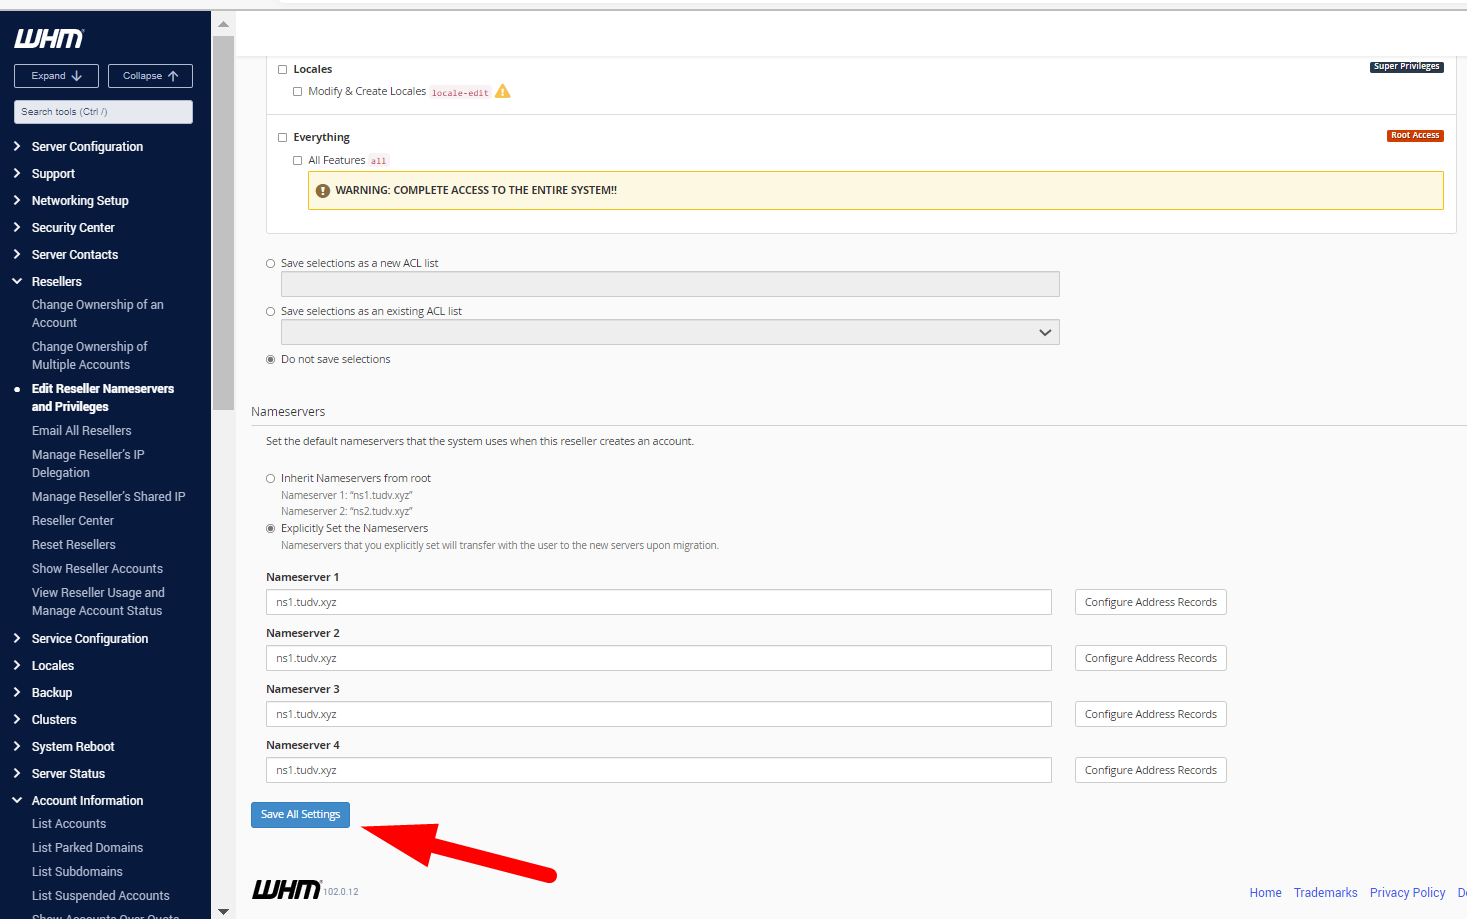 WHM
Expand
Collapse
Search tools (Ctrl /)
Server Configuration
Support
Networking Setup
Security Center
Server Contacts
Resellers
Change Ownership of an
Account
Change Ownership of
Multiple Accounts
Edit Reseller Nameservers
and Privileges
Email All Resellers
Manage Reseller's IP
Delegation
Manage Reseller's Shared IP
Reseller Center
Reset Resellers
Show Reseller Accounts
View Reseller Usage and
Manage Account Status
Service Configuration
Locales
Backup
Clusters
System Reboot
Server Status
Account Information
List Accounts
List Parked Domains
List Subdomains
List Suspended Accounts
Show Accounts Over Quota
Locales
Super Privileges
Modify & Create Locales locale-edit
Everything
Root Access
All Features all
WARNING: COMPLETE ACCESS TO THE ENTIRE SYSTEM!!
Save selections as a new ACL list
Save selections as an existing ACL list
Do not save selections
Nameservers
Set the default nameservers that the system uses when this reseller creates an account.
Inherit Nameservers from root
Nameserver 1: “ns1.tudv.xyz”
Nameserver 2: “ns2.tudv.xyz”
Explicitly Set the Nameservers
Nameservers that you explicitly set will transfer with the user to the new servers upon migration.
Nameserver 1
ns1.tudv.xyz
Configure Address Records
Nameserver 2
ns1.tudv.xyz
Configure Address Records
Nameserver 3
ns1.tudv.xyz
Configure Address Records
Nameserver 4
ns1.tudv.xyz
Configure Address Records
Save All Settings
WHM 102.0.12
Home Trademarks Privacy Policy